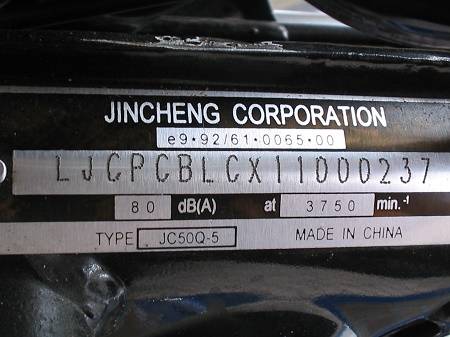 JINCHENG CORPORATION
e9*92/61*0065*00
LJCPCBLCX11000237
80 dB(A) at 3750 min.-1
TYPE JC50Q-5 MADE IN CHINA